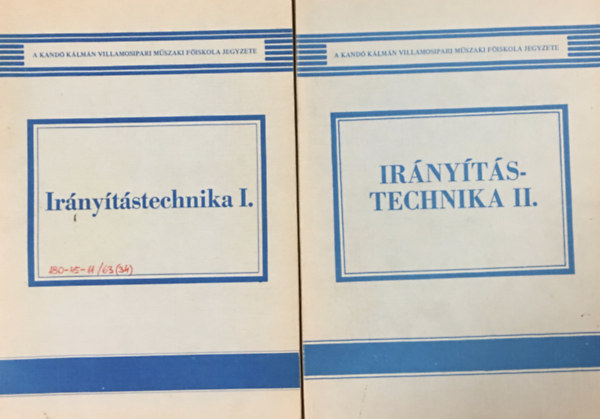 A KANDÓ KÁLMÁN VILLAMOSIPARI MŰSZAKI FŐISKOLA JEGYZETE
Irányítástechnika I.
A KANDÓ KÁLMÁN VILLAMOSIPARI MŰSZAKI FŐISKOLA JEGYZETE
IRÁNYÍTÁS-
TECHNIKA II.